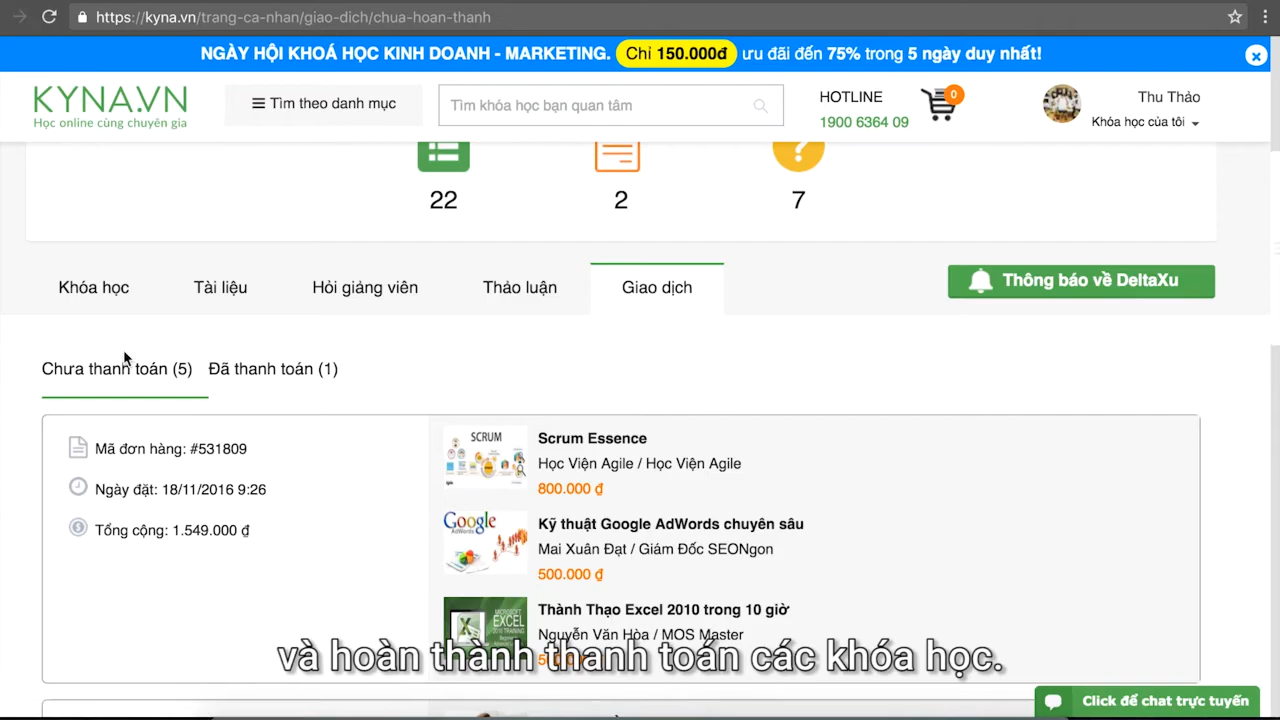 https://kyna.vn/trang-ca-nhan/giao-dich/chua-hoan-thanh
NGÀY HỘI KHOÁ HỌC KINH DOANH - MARKETING. Chỉ 150.000đ ưu đãi đến 75% trong 5 ngày duy nhất!
KYNA.VN
Học online cùng chuyên gia
Tìm theo danh mục
Tìm khóa học bạn quan tâm
HOTLINE
1900 6364 09
0
Thu Thảo
Khóa học của tôi
22
2
7
Khóa học
Tài liệu
Hỏi giảng viên
Thảo luận
Giao dịch
Thông báo về DeltaXu
Chưa thanh toán (5)
Đã thanh toán (1)
Mã đơn hàng: #531809
Ngày đặt: 18/11/2016 9:26
Tổng cộng: 1.549.000 ₫
SCRUM
Scrum Essence
Học Viện Agile / Học Viện Agile
800.000 ₫
Google
AdWords
Kỹ thuật Google AdWords chuyên sâu
Mai Xuân Đạt / Giám Đốc SEONgon
500.000 ₫
EXCEL
Thành Thạo Excel 2010 trong 10 giờ
Nguyễn Văn Hòa / MOS Master
và hoàn thành thanh toán các khóa học.
Click để chat trực tuyến